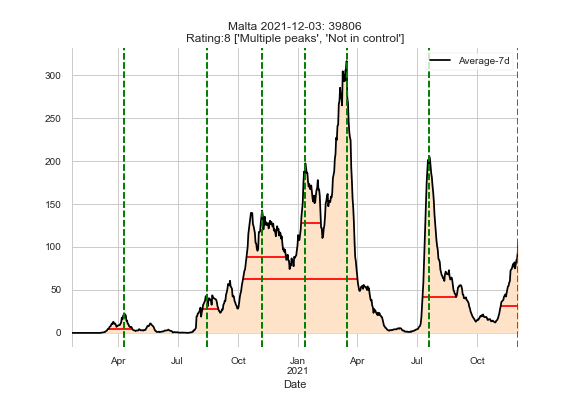 Malta 2021-12-03: 39806
Rating:8 ['Multiple peaks', 'Not in control']
Average-7d
300
250
200
150
100
50
0
Apr Jul Oct Jan Apr Jul Oct
2021
Date